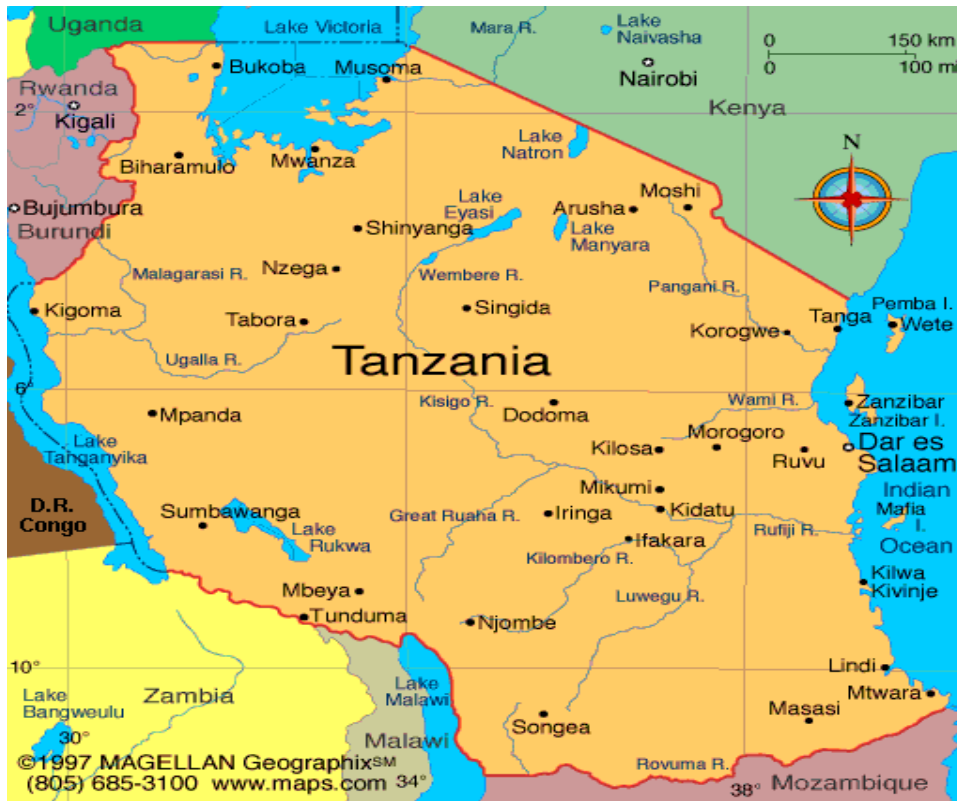 Uganda
Lake Victoria
Mara R.
Lake
Naivasha
0 150 km
0 100 mi
Bukoba
Musoma
Nairobi
Rwanda
Kenya
2°
Kigali
Lake
Natron
N
Biharamulo
Mwanza
Moshi
Lake
Eyasi
Arusha
Bujumbura
Burundi
Shinyanga
Lake
Manyara
Malagarasi R.
Nzega
Wembere R.
Pangani R.
Kigoma
Singida
Pemba I.
Tabora
Korogwe
Tanga
Wete
Ugalla R.
Tanzania
6°
Kisigo R.
Wami R.
Mpanda
Dodoma
Zanzibar
Zanzibar I.
Lake
Tanganyika
Morogoro
Kilosa
Ruvu
Dar es
Salaam
Mikumi
Indian
D.R.
Congo
Sumbawanga
Great Ruaha R.
Iringa
Kidatu
Mafia
I.
Lake
Rukwa
Rufiji R.
Ifakara
Ocean
Kilombero R.
Mbeya
Luwegu R.
Kilwa
Kivinje
Tunduma
Njombe
10°
Lindi
Lake
Bangweulu
Zambia
Lake
Malawi
Mtwara
Masasi
Songea
30°
Malawi
©1997 MAGELLAN Geographix℠
Rovuma R.
(805) 685-3100 www.maps.com
34°
38°
Mozambique